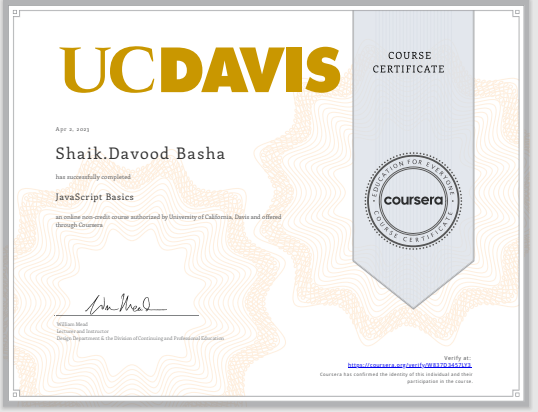 UCDAVIS
COURSE
CERTIFICATE
Apr 2, 2023
Shaik.Davood Basha
has successfully completed
JavaScript Basics
an online non-credit course authorized by University of California, Davis and offered
through Coursera
EDUCATION FOR EVERYONE
coursera
COURSE CERTIFICATE
William Mead
Lecturer and Instructor
Design Department & the Division of Continuing and Professional Education
Verify at:
https://coursera.org/verify/W837D3457LY3
Coursera has confirmed the identity of this individual and their
participation in the course.